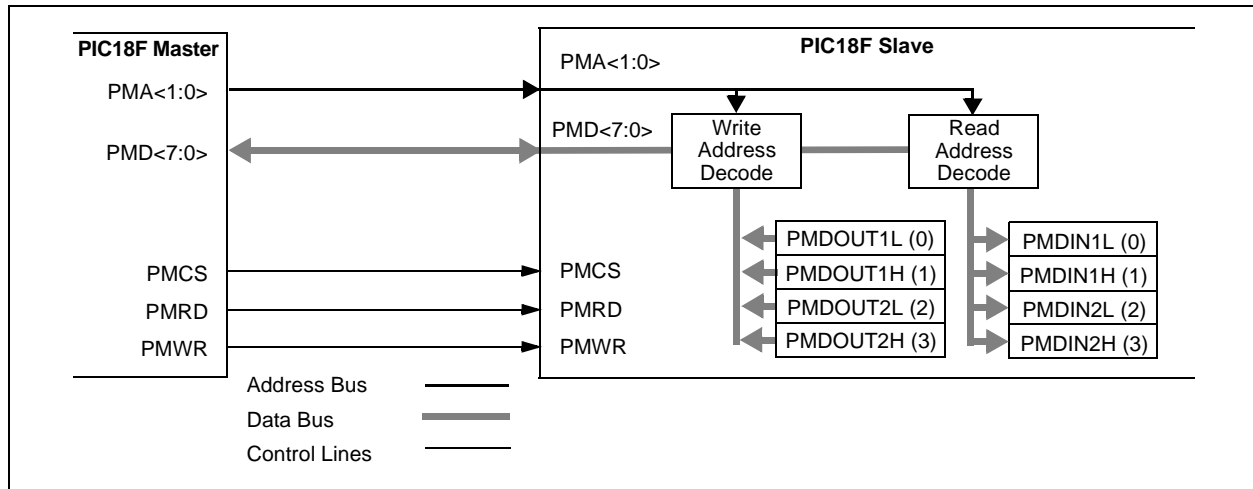 PIC18F Master
PIC18F Slave
PMA<1:0>
PMA<1:0>
PMD<7:0>
PMD<7:0>
Write
Address
Decode
Read
Address
Decode
PMDOUT1L (0)
PMDIN1L (0)
PMCS
PMCS
PMDOUT1H (1)
PMDIN1H (1)
PMRD
PMRD
PMDOUT2L (2)
PMDIN2L (2)
PMWR
PMWR
PMDOUT2H (3)
PMDIN2H (3)
Address Bus
Data Bus
Control Lines